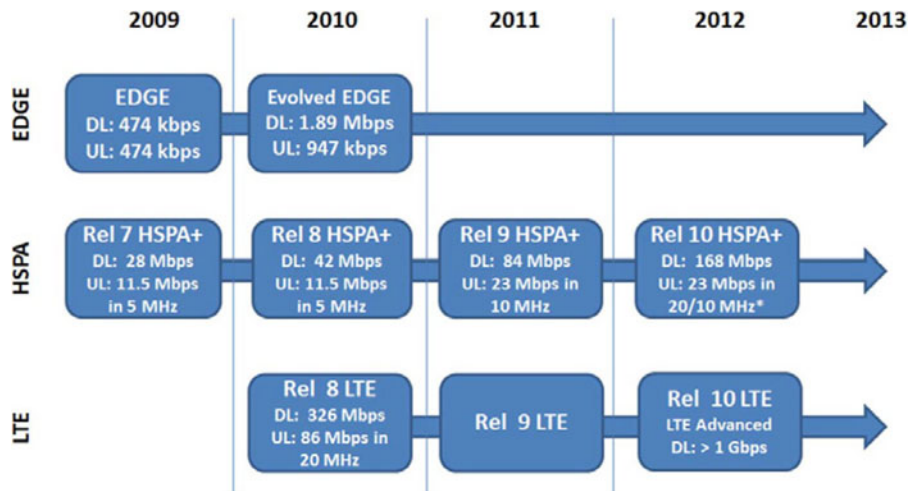 2009 2010 2011 2012 2013
EDGE
EDGE
DL: 474 kbps
UL: 474 kbps
Evolved EDGE
DL: 1.89 Mbps
UL: 947 kbps
HSPA
Rel 7 HSPA+
DL: 28 Mbps
UL: 11.5 Mbps
in 5 MHz
Rel 8 HSPA+
DL: 42 Mbps
UL: 11.5 Mbps
in 5 MHz
Rel 9 HSPA+
DL: 84 Mbps
UL: 23 Mbps in
10 MHz
Rel 10 HSPA+
DL: 168 Mbps
UL: 23 Mbps in
20/10 MHz*
LTE
Rel 8 LTE
DL: 326 Mbps
UL: 86 Mbps in
20 MHz
Rel 9 LTE
Rel 10 LTE
LTE Advanced
DL: > 1 Gbps